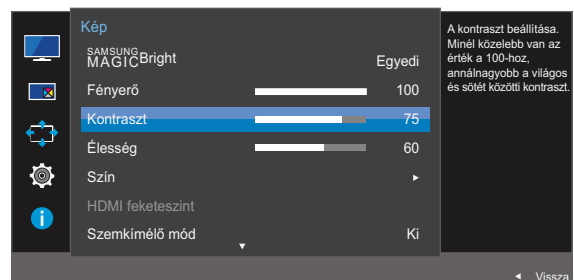 Kép
SAMSUNG
MAGICBright Egyedi
Fényerő 100
Kontraszt 75
Élesség 60
Szín
HDMI feketeszint
Szemkímélő mód Ki
A kontraszt beállítása.
Minél közelebb van az
érték a 100-hoz,
annálnagyobb a világos
és sötét közötti kontraszt.
Vissza